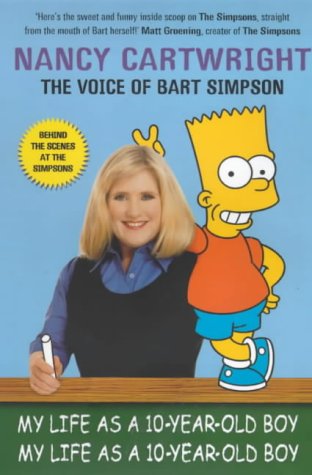 'Here's the sweet and funny inside scoop on The Simpsons, straight
from the mouth of Bart herself!' Matt Groening, creator of The Simpsons
NANCY CARTWRIGHT
THE VOICE OF BART SIMPSON
BEHIND
THE SCENES
AT THE
SIMPSONS
MY LIFE AS A 10-YEAR-OLD BOY
MY LIFE AS A 10-YEAR-OLD BOY